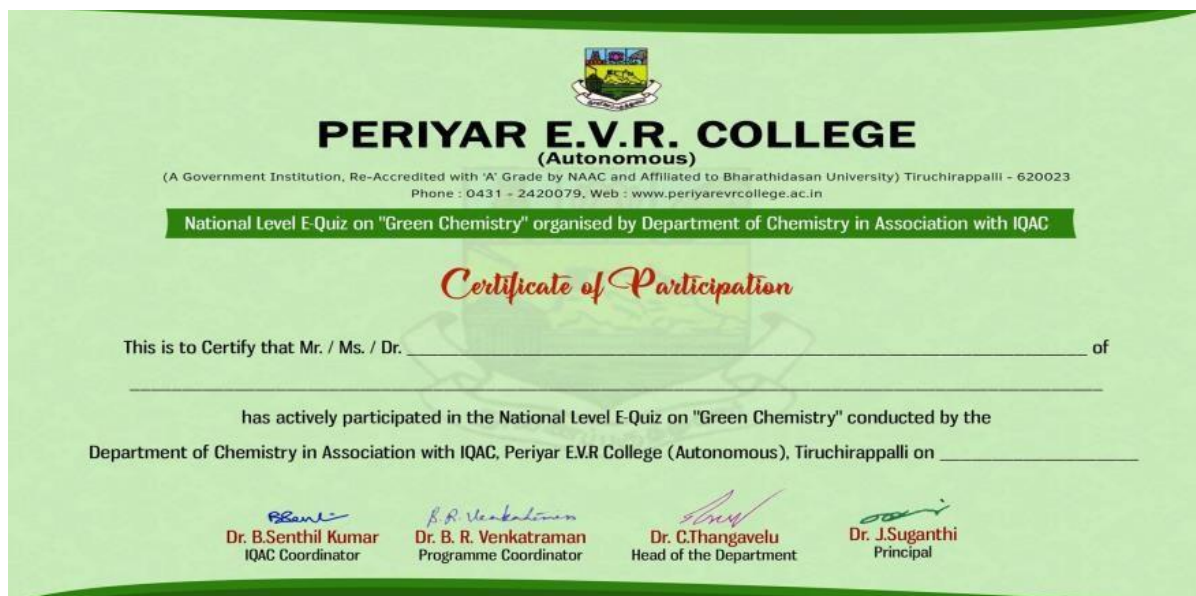 PERIYAR E.V.R. COLLEGE
(Autonomous)
(A Government Institution, Re-Accredited with 'A' Grade by NAAC and Affiliated to Bharathidasan University) Tiruchirappalli - 620023
Phone : 0431 - 2420079, Web : www.periyarevrcollege.ac.in
National Level E-Quiz on "Green Chemistry" organised by Department of Chemistry in Association with IQAC
Certificate of Participation
This is to Certify that Mr. / Ms. / Dr. ______ of
______
has actively participated in the National Level E-Quiz on "Green Chemistry" conducted by the
Department of Chemistry in Association with IQAC, Periyar E.V.R College (Autonomous), Tiruchirappalli on ______
B.R. Venkatraman
Dr. B.Senthil Kumar Dr. B. R. Venkatraman Dr. C.Thangavelu Dr. J.Suganthi
IQAC Coordinator Programme Coordinator Head of the Department Principal